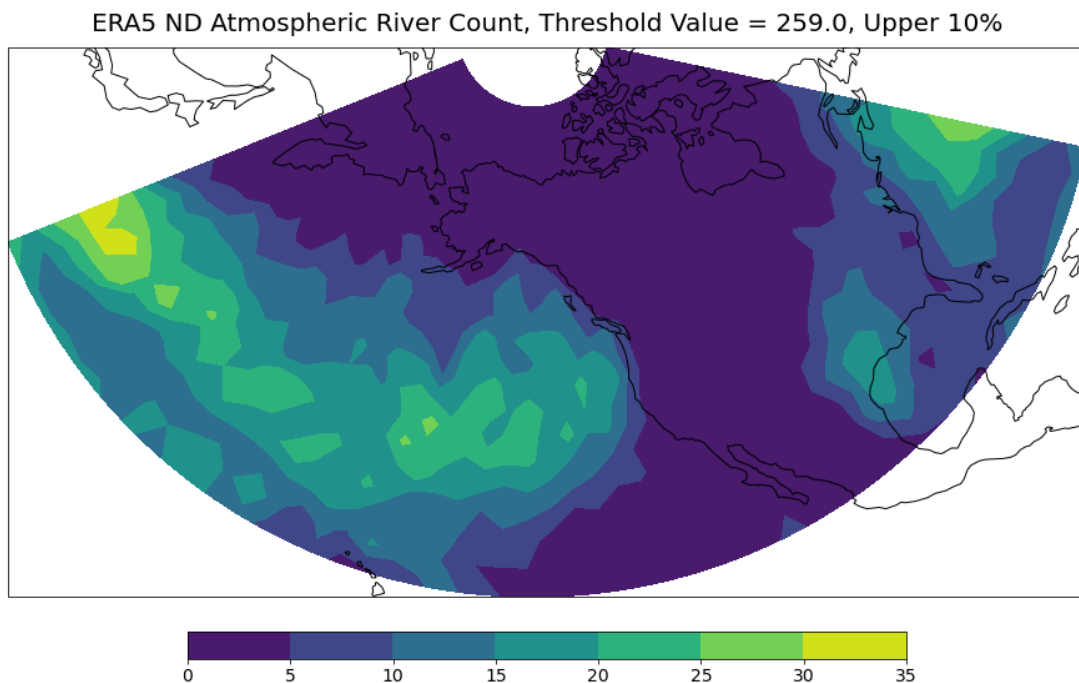 ERA5 ND Atmospheric River Count, Threshold Value = 259.0, Upper 10%
0 5 10 15 20 25 30 35